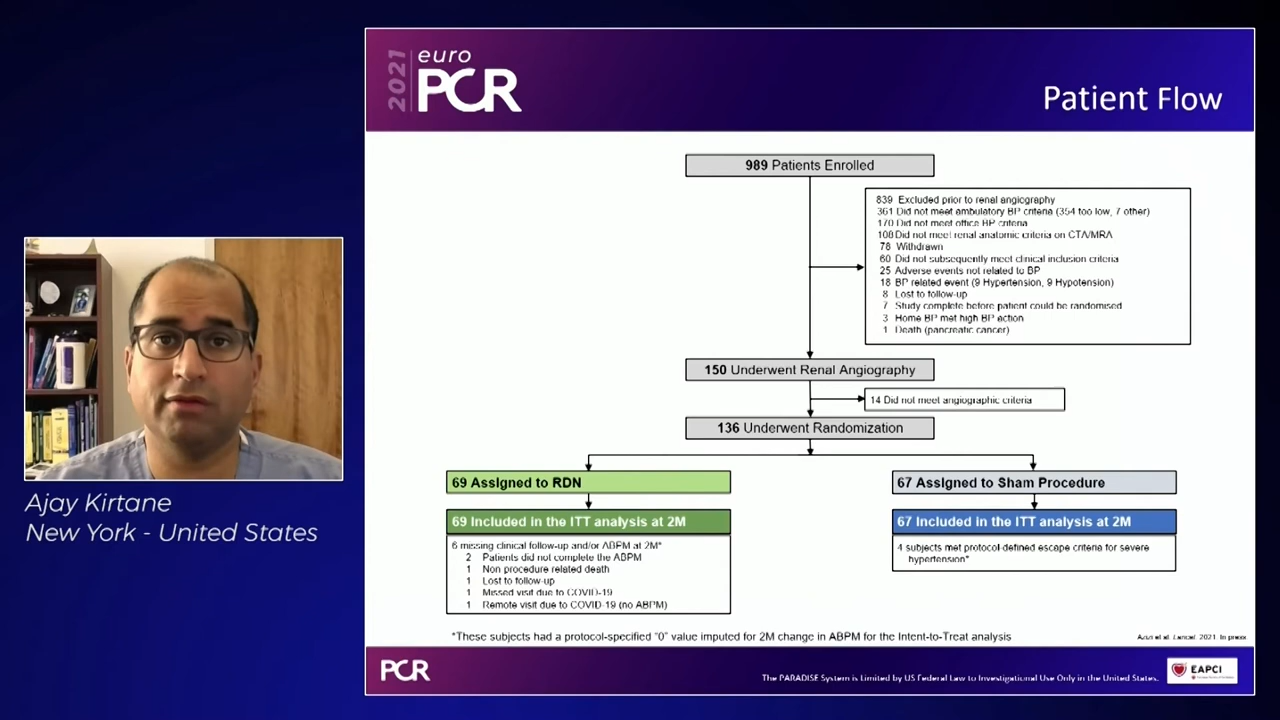 2021
euro
PCR
Patient Flow
989 Patients Enrolled
839 Excluded prior to renal angiography
361 Did not meet ambulatory BP criteria (354 too low, 7 other)
170 Did not meet office BP criteria
108 Did not meet renal anatomic criteria on CTA/MRA
78 Withdrawn
60 Did not subsequently meet clinical inclusion criteria
25 Adverse events not related to BP
18 BP related event (9 Hypertension, 9 Hypotension)
8 Lost to follow-up
7 Study complete before patient could be randomised
3 Home BP met high BP action
1 Death (pancreatic cancer)
150 Underwent Renal Angiography
14 Did not meet angiographic criteria
136 Underwent Randomization
69 Assigned to RDN
67 Assigned to Sham Procedure
69 Included in the ITT analysis at 2M
67 Included in the ITT analysis at 2M
6 missing clinical follow-up and/or ABPM at 2M*
2 Patients did not complete the ABPM
1 Non procedure related death
1 Lost to follow-up
1 Missed visit due to COVID-19
1 Remote visit due to COVID-19 (no ABPM)
4 subjects met protocol defined escape criteria for severe
hypertension*
*These subjects had a protocol-specified "0" value imputed for 2M change in ABPM for the Intent-to-Treat analysis
Azizi et al. Lancet. 2021. In press
Ajay Kirtane
New York - United States
PCR
The PARADISE System is Limited by US Federal Law to Investigational Use Only in the United States.
EAPCI